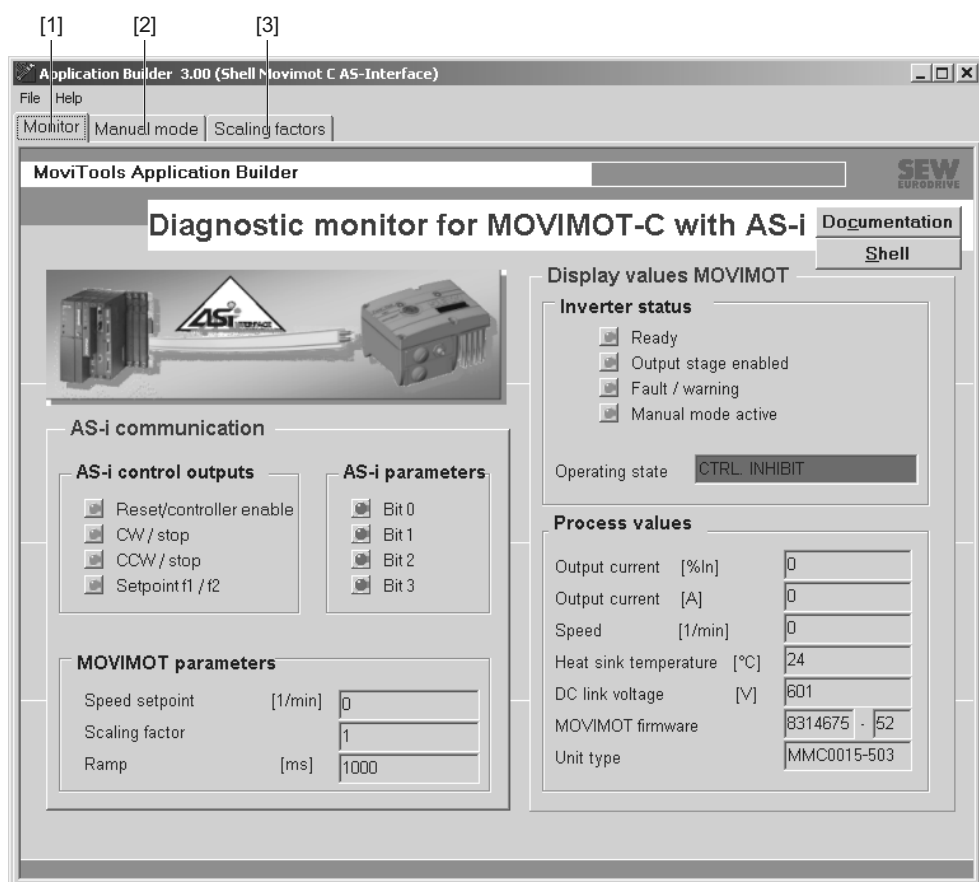 [1] [2] [3]
Application Builder 3.00 (Shell Movimot C AS-Interface)
File Help
Monitor Manual mode Scaling factors
MoviTools Application Builder
SEW
EURODRIVE
Diagnostic monitor for MOVIMOT-C with AS-i
Documentation
Shell
ASi INTERFACE
AS-i communication
AS-i control outputs
Reset/controller enable
CW / stop
CCW / stop
Setpoint f1 / f2
AS-i parameters
Bit 0
Bit 1
Bit 2
Bit 3
MOVIMOT parameters
Speed setpoint [1/min] 0
Scaling factor 1
Ramp [ms] 1000
Display values MOVIMOT
Inverter status
Ready
Output stage enabled
Fault / warning
Manual mode active
Operating state CTRL. INHIBIT
Process values
Output current [%In] 0
Output current [A] 0
Speed [1/min] 0
Heat sink temperature [°C] 24
DC link voltage [V] 601
MOVIMOT firmware 8314675 - 52
Unit type MMC0015-503